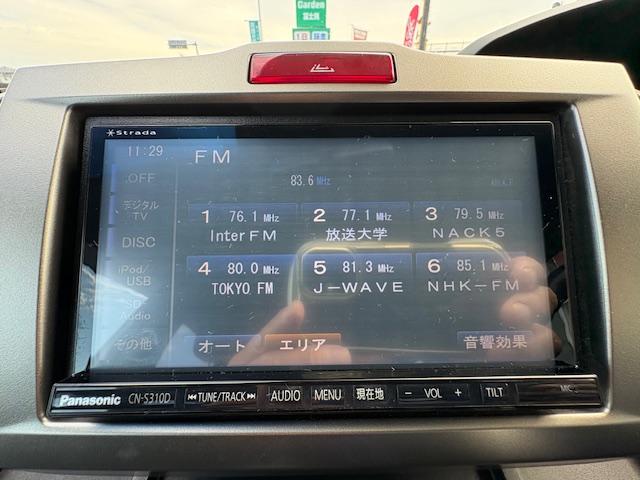 Garden
Strada
11:29
FM
.OFF
83.6 MHz
デジタル
TV
1 76.1 MHz
InterFM
2 77.1 MHz
放送大学
3 79.5 MHz
NACK5
DISC
iPod/
USB
4 80.0 MHz
TOKYO FM
5 81.3 MHz
J-WAVE
6 85.1 MHz
NHK-FM
SD
Audio
その他
オート
エリア
音響効果
Panasonic CN-S310D TUNE/TRACK AUDIO MENU 現在地 − VOL + TILT MIC